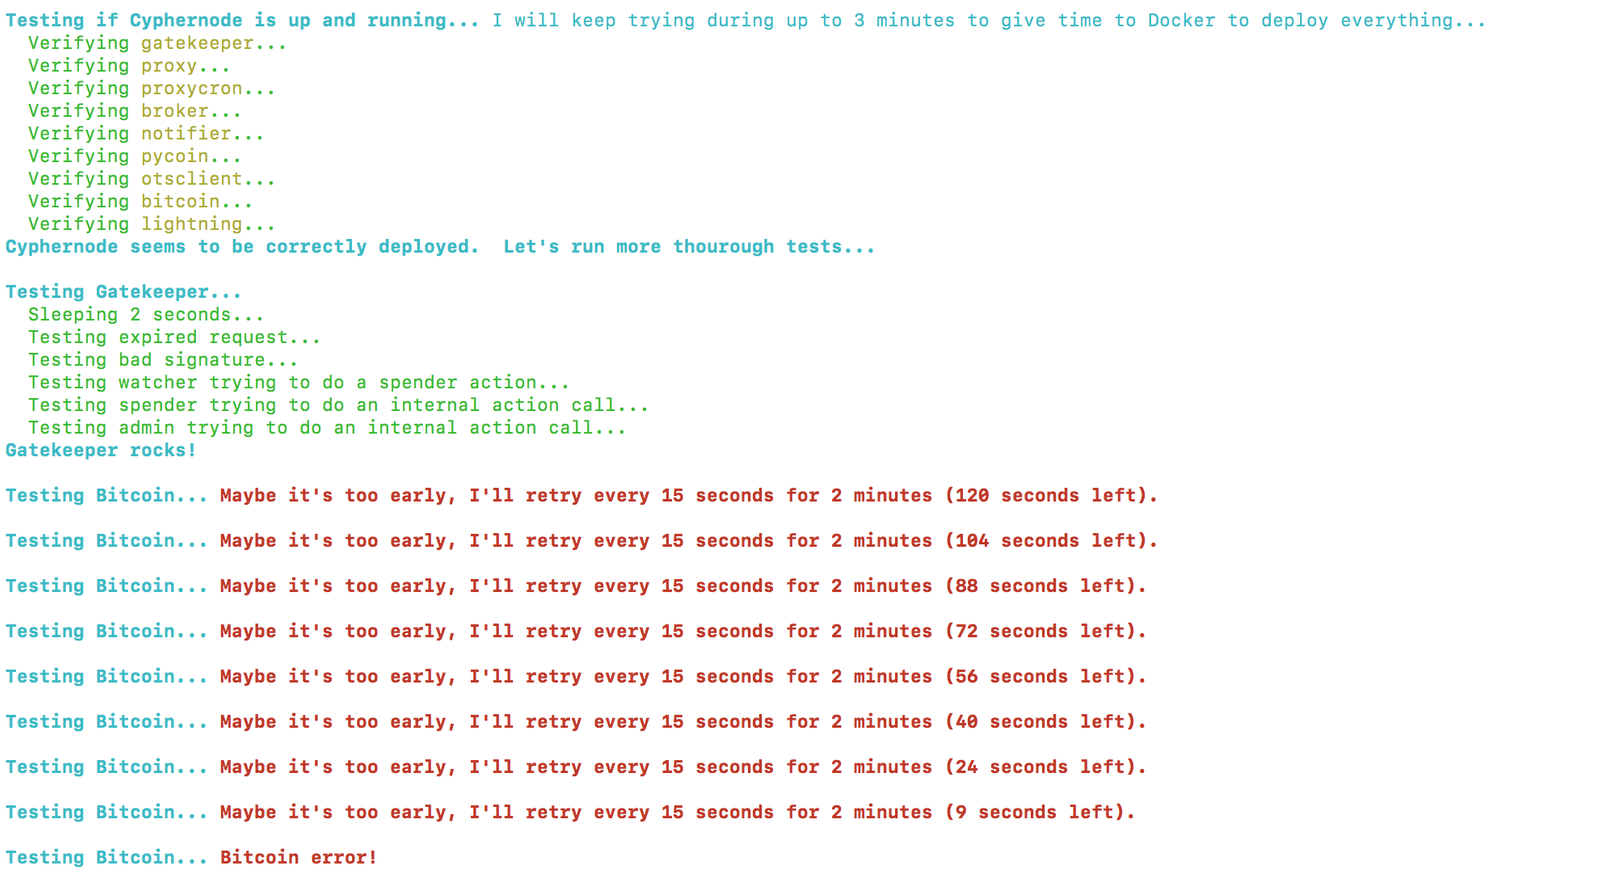 Testing if Cyphernode is up and running... I will keep trying during up to 3 minutes to give time to Docker to deploy everything...
Verifying gatekeeper...
Verifying proxy...
Verifying proxycron...
Verifying broker...
Verifying notifier...
Verifying pycoin...
Verifying otsclient...
Verifying bitcoin...
Verifying lightning...
Cyphernode seems to be correctly deployed.  Let's run more thourough tests...
Testing Gatekeeper...
Sleeping 2 seconds...
Testing expired request...
Testing bad signature...
Testing watcher trying to do a spender action...
Testing spender trying to do an internal action call...
Testing admin trying to do an internal action call...
Gatekeeper rocks!
Testing Bitcoin... Maybe it's too early, I'll retry every 15 seconds for 2 minutes (120 seconds left).
Testing Bitcoin... Maybe it's too early, I'll retry every 15 seconds for 2 minutes (104 seconds left).
Testing Bitcoin... Maybe it's too early, I'll retry every 15 seconds for 2 minutes (88 seconds left).
Testing Bitcoin... Maybe it's too early, I'll retry every 15 seconds for 2 minutes (72 seconds left).
Testing Bitcoin... Maybe it's too early, I'll retry every 15 seconds for 2 minutes (56 seconds left).
Testing Bitcoin... Maybe it's too early, I'll retry every 15 seconds for 2 minutes (40 seconds left).
Testing Bitcoin... Maybe it's too early, I'll retry every 15 seconds for 2 minutes (24 seconds left).
Testing Bitcoin... Maybe it's too early, I'll retry every 15 seconds for 2 minutes (9 seconds left).
Testing Bitcoin... Bitcoin error!